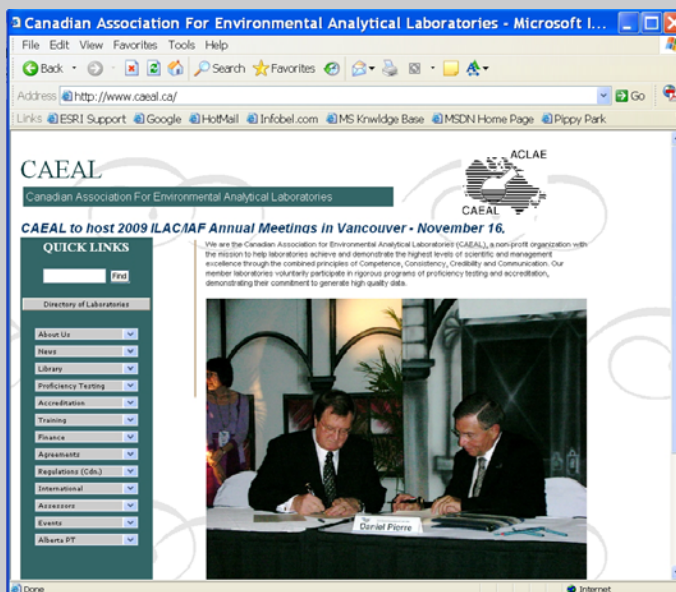 Canadian Association For Environmental Analytical Laboratories - Microsoft I...
File Edit View Favorites Tools Help
Back Search Favorites
Address http://www.caeal.ca/ Go
Links ESRI Support Google HotMail Infobel.com MS Knwldge Base MSDN Home Page Pippy Park
CAEAL
Canadian Association For Environmental Analytical Laboratories
ACLAE
CAEAL
CAEAL to host 2009 ILAC/IAF Annual Meetings in Vancouver - November 16,
QUICK LINKS
Find
Directory of Laboratories
About Us
News
Library
Proficiency Testing
Accreditation
Training
Finance
Agreements
Regulations (Cdn.)
International
Assessors
Events
Alberta PT
We are the Canadian Association for Environmental Analytical Laboratories (CAEAL), a non-profit organization with
the mission to help laboratories achieve and demonstrate the highest levels of scientific and management
excellence through the combined principles of Competence, Consistency, Credibility and Communication. Our
member laboratories voluntarily participate in rigorous programs of proficiency testing and accreditation,
demonstrating their commitment to generate high quality data.
Daniel Pierre
Done Internet